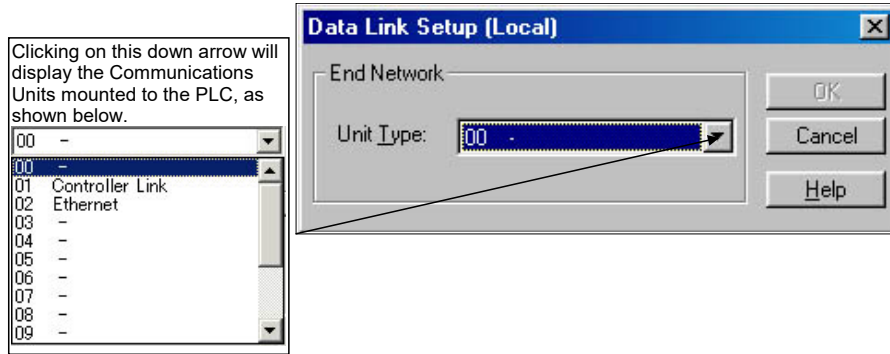 Clicking on this down arrow will
display the Communications
Units mounted to the PLC, as
shown below.
00 -
00 -
01 Controller Link
02 Ethernet
03 -
04 -
05 -
06 -
07 -
08 -
09 -
Data Link Setup (Local)
End Network
Unit Type: 00 -
OK
Cancel
Help